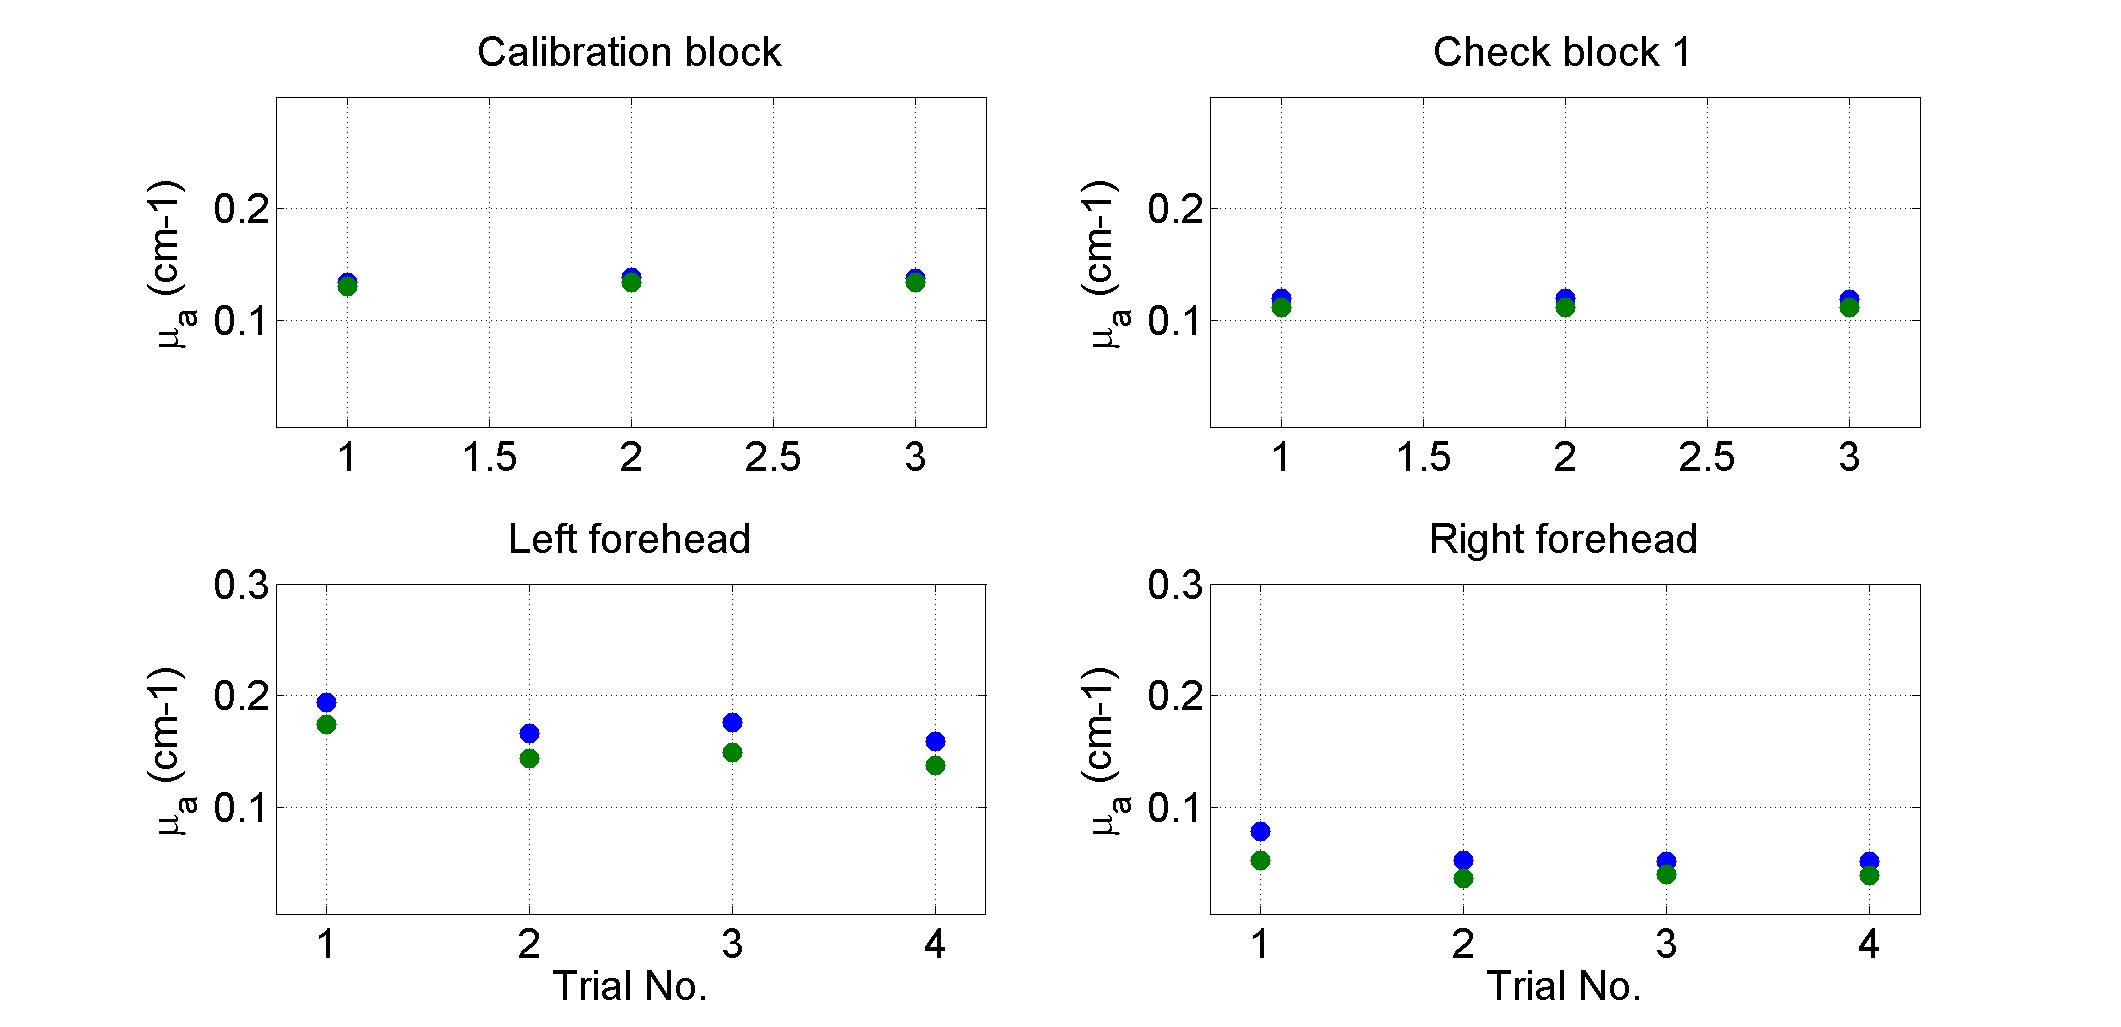 Calibration block
Check block 1
μa (cm-1)
0.2
0.1
1 1.5 2 2.5 3
μa (cm-1)
0.2
0.1
1 1.5 2 2.5 3
Left forehead
Right forehead
μa (cm-1)
0.3
0.2
0.1
1 2 3 4
Trial No.
μa (cm-1)
0.3
0.2
0.1
1 2 3 4
Trial No.